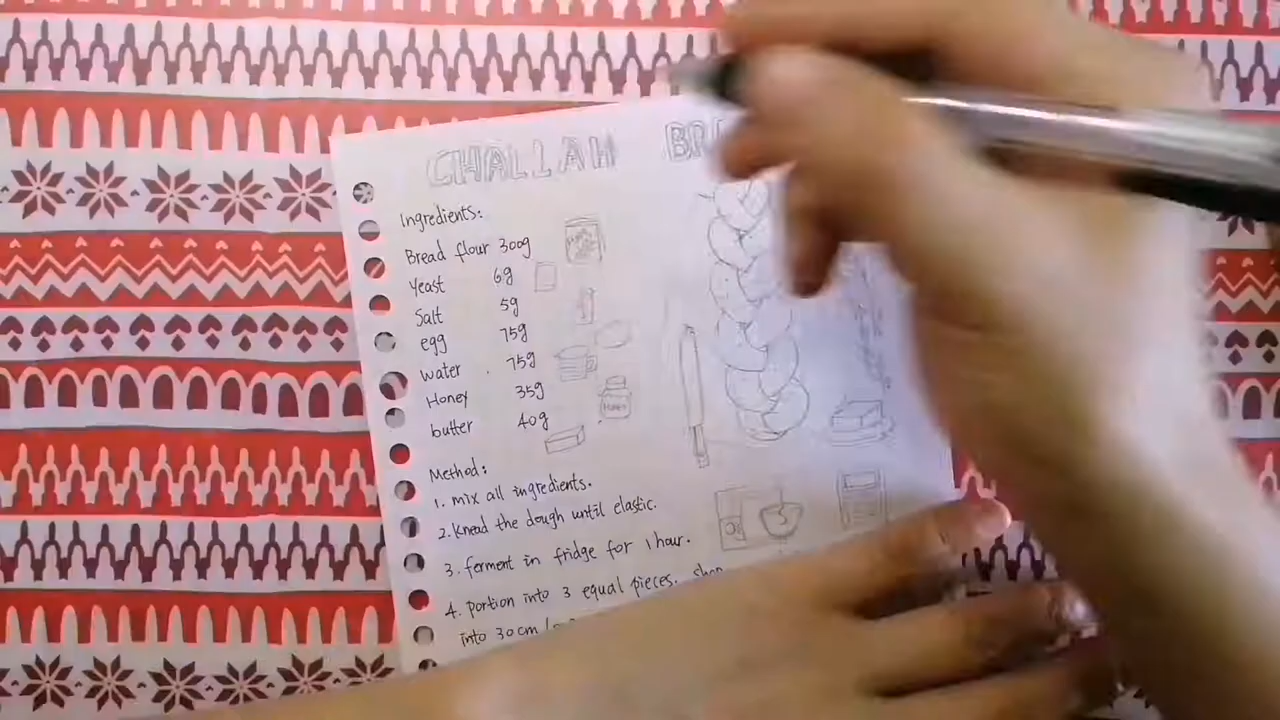 CHALLAH
Ingredients:
Bread flour 300g
Yeast 6g
Salt 5g
egg 75g
water 75g
Honey 35g
butter 40g
Method:
1. mix all ingredients.
2. Knead the dough until elastic.
3. ferment in fridge for 1 hour.
4. Portion into 3 equal pieces.
into 30cm